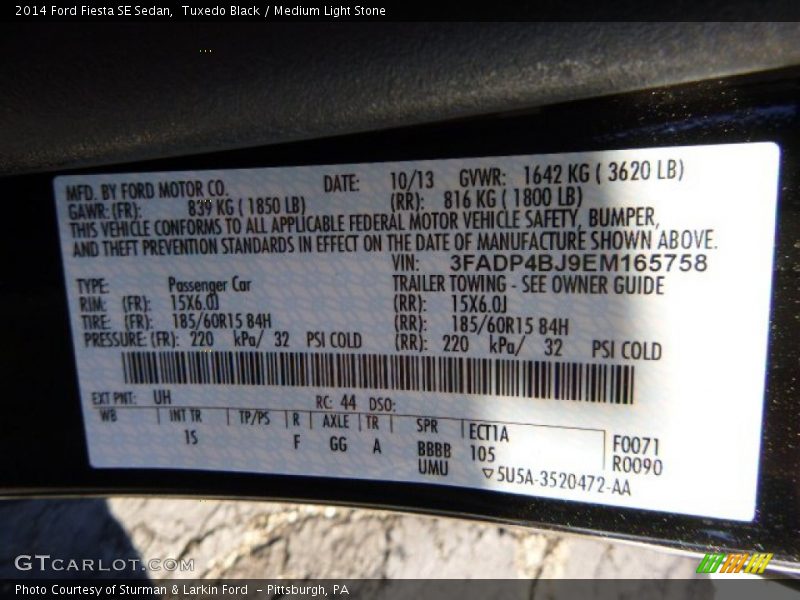 2014 Ford Fiesta SE Sedan, Tuxedo Black / Medium Light Stone
MFD. BY FORD MOTOR CO. DATE: 10/13 GVWR: 1642 KG ( 3620 LB)
GAWR: (FR): 839 KG ( 1850 LB) (RR): 816 KG ( 1800 LB)
THIS VEHICLE CONFORMS TO ALL APPLICABLE FEDERAL MOTOR VEHICLE SAFETY, BUMPER,
AND THEFT PREVENTION STANDARDS IN EFFECT ON THE DATE OF MANUFACTURE SHOWN ABOVE.
VIN: 3FADP4BJ9EM165758
TYPE: Passenger Car TRAILER TOWING - SEE OWNER GUIDE
RIM: (FR): 15X6.0J (RR): 15X6.0J
TIRE: (FR): 185/60R15 84H (RR): 185/60R15 84H
PRESSURE: (FR): 220 kPa/ 32 PSI COLD (RR): 220 kPa/ 32 PSI COLD
EXT PNT: UH RC: 44 DSO:
WB INT TR TP/PS R AXLE TR SPR ECT1A
IS F GG A BBBB 105 F0071
UMU R0090
▽5U5A-3520472-AA
GTCARLOT.COM
Photo Courtesy of Sturman & Larkin Ford - Pittsburgh, PA